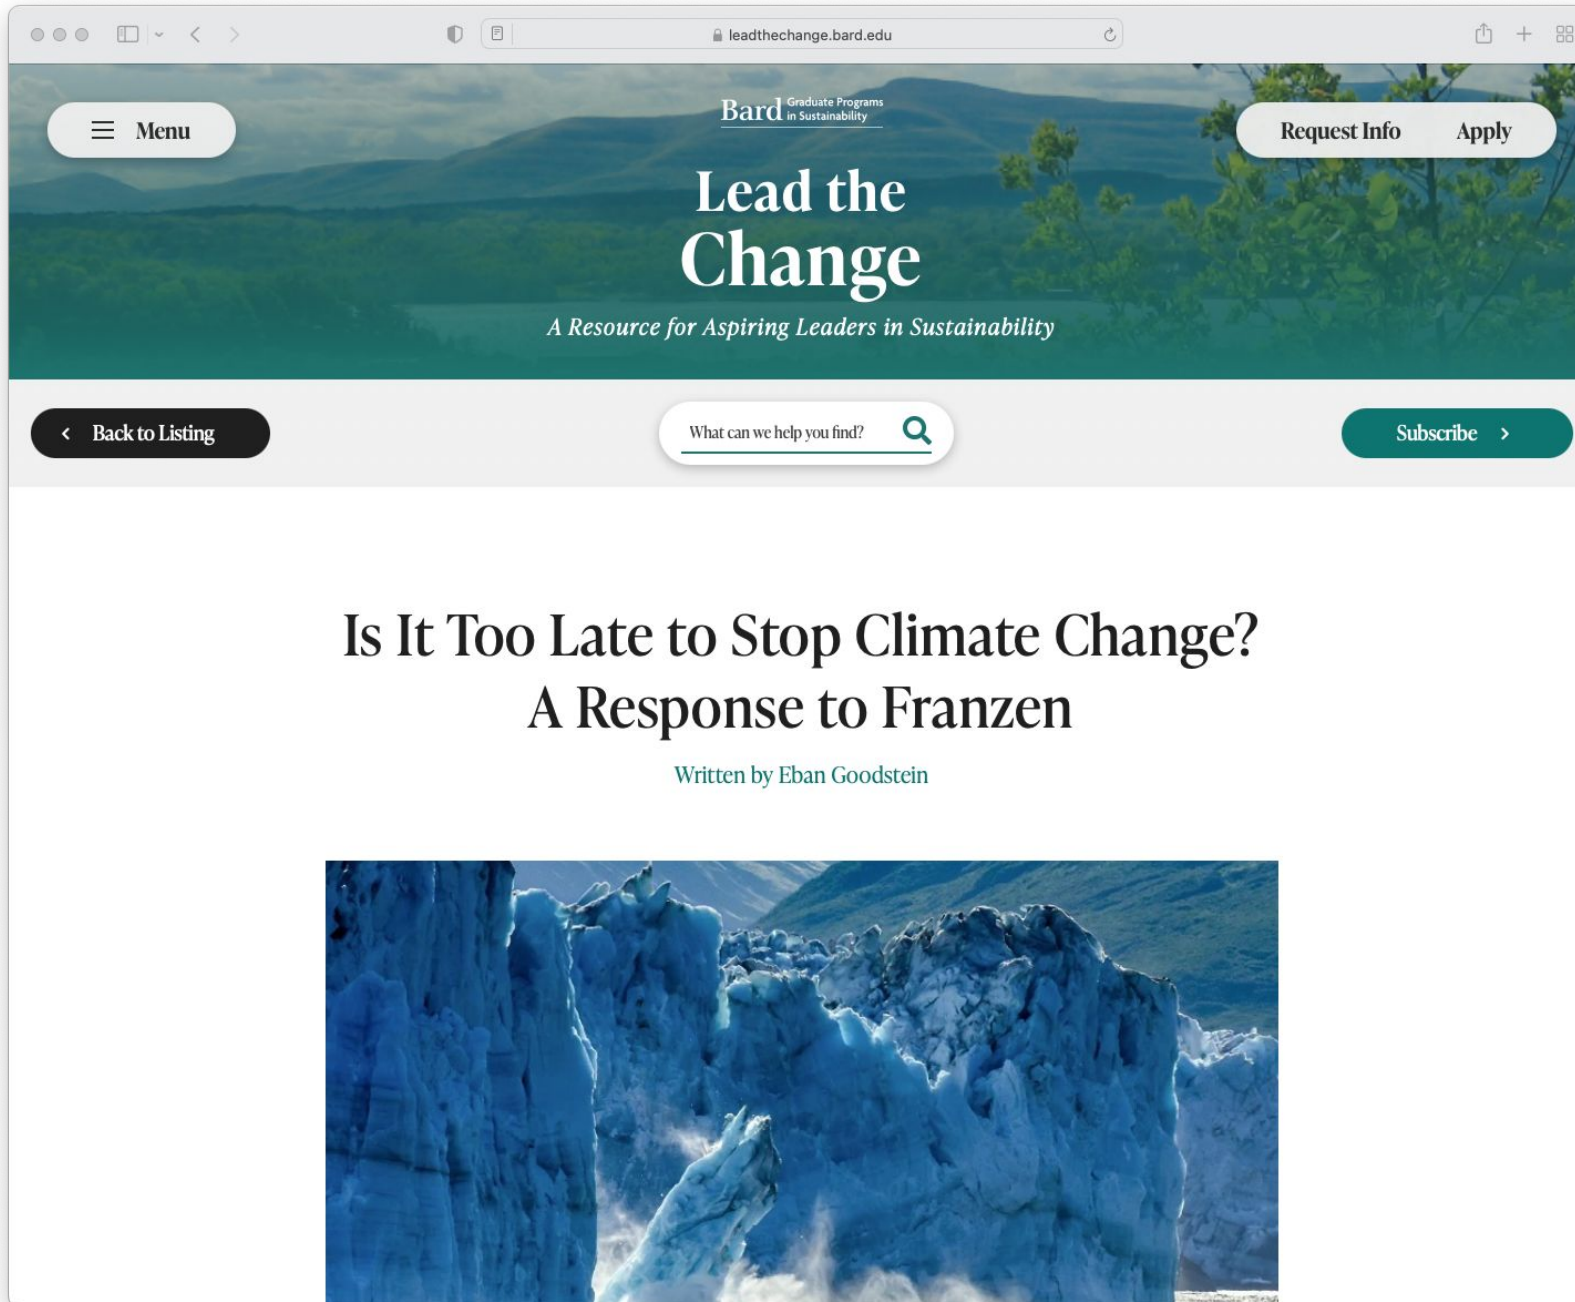 leadthechange.bard.edu
Menu
Bard Graduate Programs
in Sustainability
Request Info Apply
Lead the
Change
A Resource for Aspiring Leaders in Sustainability
Back to Listing
What can we help you find?
Subscribe
Is It Too Late to Stop Climate Change?
A Response to Franzen
Written by Eban Goodstein